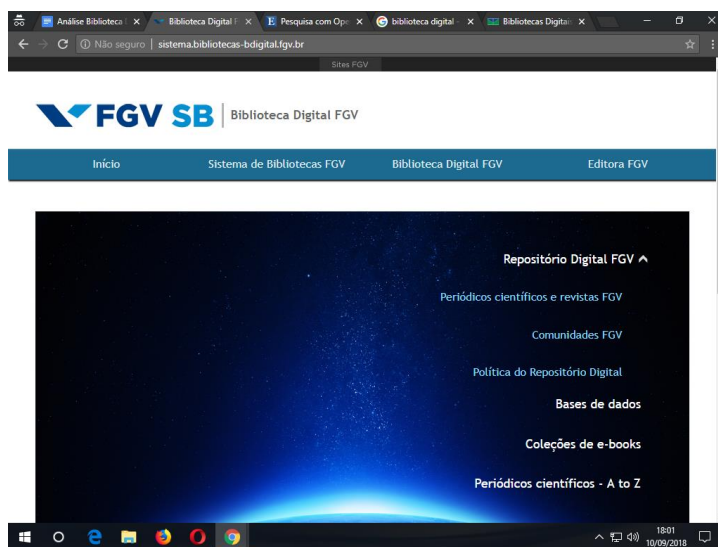 Análise Biblioteca
Biblioteca Digital F
Pesquisa com Ope
biblioteca digital -
Bibliotecas Digitais
Não seguro | sistema.bibliotecas-bdigital.fgv.br
Sites FGV
FGV SB | Biblioteca Digital FGV
Início Sistema de Bibliotecas FGV Biblioteca Digital FGV Editora FGV
Repositório Digital FGV
Periódicos científicos e revistas FGV
Comunidades FGV
Política do Repositório Digital
Bases de dados
Coleções de e-books
Periódicos científicos - A to Z
18:01
10/09/2018